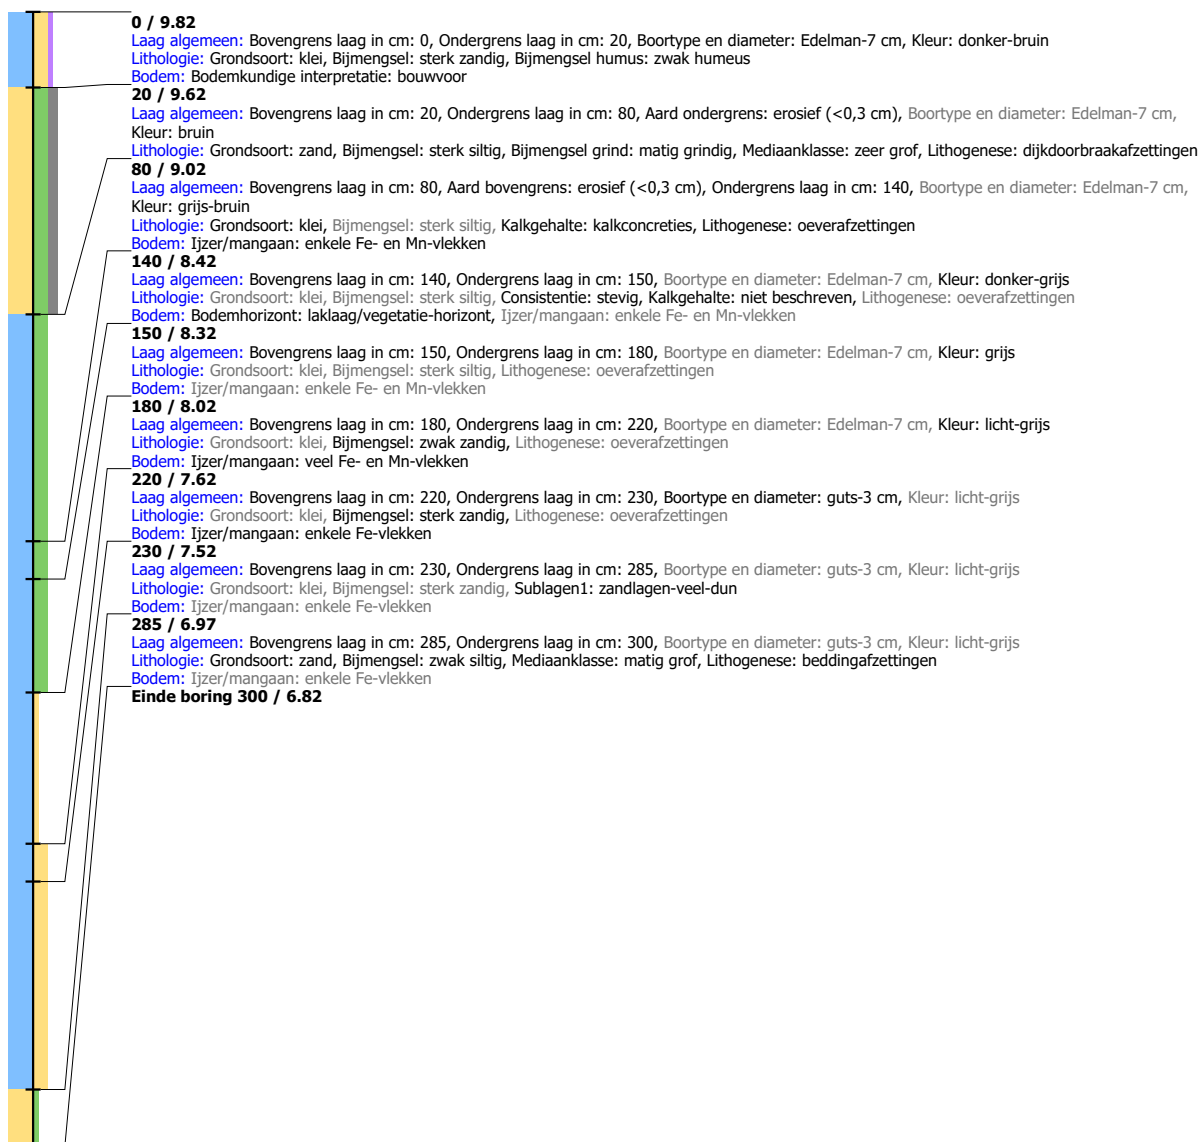 0 / 9.82
Laag algemeen: Bovengrens laag in cm: 0, Ondergrens laag in cm: 20, Boortype en diameter: Edelman-7 cm, Kleur: donker-bruin
Lithologie: Grondsoort: klei, Bijmengsel: sterk zandig, Bijmengsel humus: zwak humeus
Bodem: Bodemkundige interpretatie: bouwvoor
20 / 9.62
Laag algemeen: Bovengrens laag in cm: 20, Ondergrens laag in cm: 80, Aard ondergrens: erosief (<0,3 cm), Boortype en diameter: Edelman-7 cm,
Kleur: bruin
Lithologie: Grondsoort: zand, Bijmengsel: sterk siltig, Bijmengsel grind: matig grindig, Mediaanklasse: zeer grof, Lithogenese: dijkdoorbraakafzettingen
80 / 9.02
Laag algemeen: Bovengrens laag in cm: 80, Aard bovengrens: erosief (<0,3 cm), Ondergrens laag in cm: 140, Boortype en diameter: Edelman-7 cm,
Kleur: grijs-bruin
Lithologie: Grondsoort: klei, Bijmengsel: sterk siltig, Kalkgehalte: kalkconcreties, Lithogenese: oeverafzettingen
Bodem: Ijzer/mangaan: enkele Fe- en Mn-vlekken
140 / 8.42
Laag algemeen: Bovengrens laag in cm: 140, Ondergrens laag in cm: 150, Boortype en diameter: Edelman-7 cm, Kleur: donker-grijs
Lithologie: Grondsoort: klei, Bijmengsel: sterk siltig, Consistentie: stevig, Kalkgehalte: niet beschreven, Lithogenese: oeverafzettingen
Bodem: Bodemhorizont: laklaag/vegetatie-horizont, Ijzer/mangaan: enkele Fe- en Mn-vlekken
150 / 8.32
Laag algemeen: Bovengrens laag in cm: 150, Ondergrens laag in cm: 180, Boortype en diameter: Edelman-7 cm, Kleur: grijs
Lithologie: Grondsoort: klei, Bijmengsel: sterk siltig, Lithogenese: oeverafzettingen
Bodem: Ijzer/mangaan: enkele Fe- en Mn-vlekken
180 / 8.02
Laag algemeen: Bovengrens laag in cm: 180, Ondergrens laag in cm: 220, Boortype en diameter: Edelman-7 cm, Kleur: licht-grijs
Lithologie: Grondsoort: klei, Bijmengsel: zwak zandig, Lithogenese: oeverafzettingen
Bodem: Ijzer/mangaan: veel Fe- en Mn-vlekken
220 / 7.62
Laag algemeen: Bovengrens laag in cm: 220, Ondergrens laag in cm: 230, Boortype en diameter: guts-3 cm, Kleur: licht-grijs
Lithologie: Grondsoort: klei, Bijmengsel: sterk zandig, Lithogenese: oeverafzettingen
Bodem: Ijzer/mangaan: enkele Fe-vlekken
230 / 7.52
Laag algemeen: Bovengrens laag in cm: 230, Ondergrens laag in cm: 285, Boortype en diameter: guts-3 cm, Kleur: licht-grijs
Lithologie: Grondsoort: klei, Bijmengsel: sterk zandig, Sublagen1: zandlagen-veel-dun
Bodem: Ijzer/mangaan: enkele Fe-vlekken
285 / 6.97
Laag algemeen: Bovengrens laag in cm: 285, Ondergrens laag in cm: 300, Boortype en diameter: guts-3 cm, Kleur: licht-grijs
Lithologie: Grondsoort: zand, Bijmengsel: zwak siltig, Mediaanklasse: matig grof, Lithogenese: beddingafzettingen
Bodem: Ijzer/mangaan: enkele Fe-vlekken
Einde boring 300 / 6.82